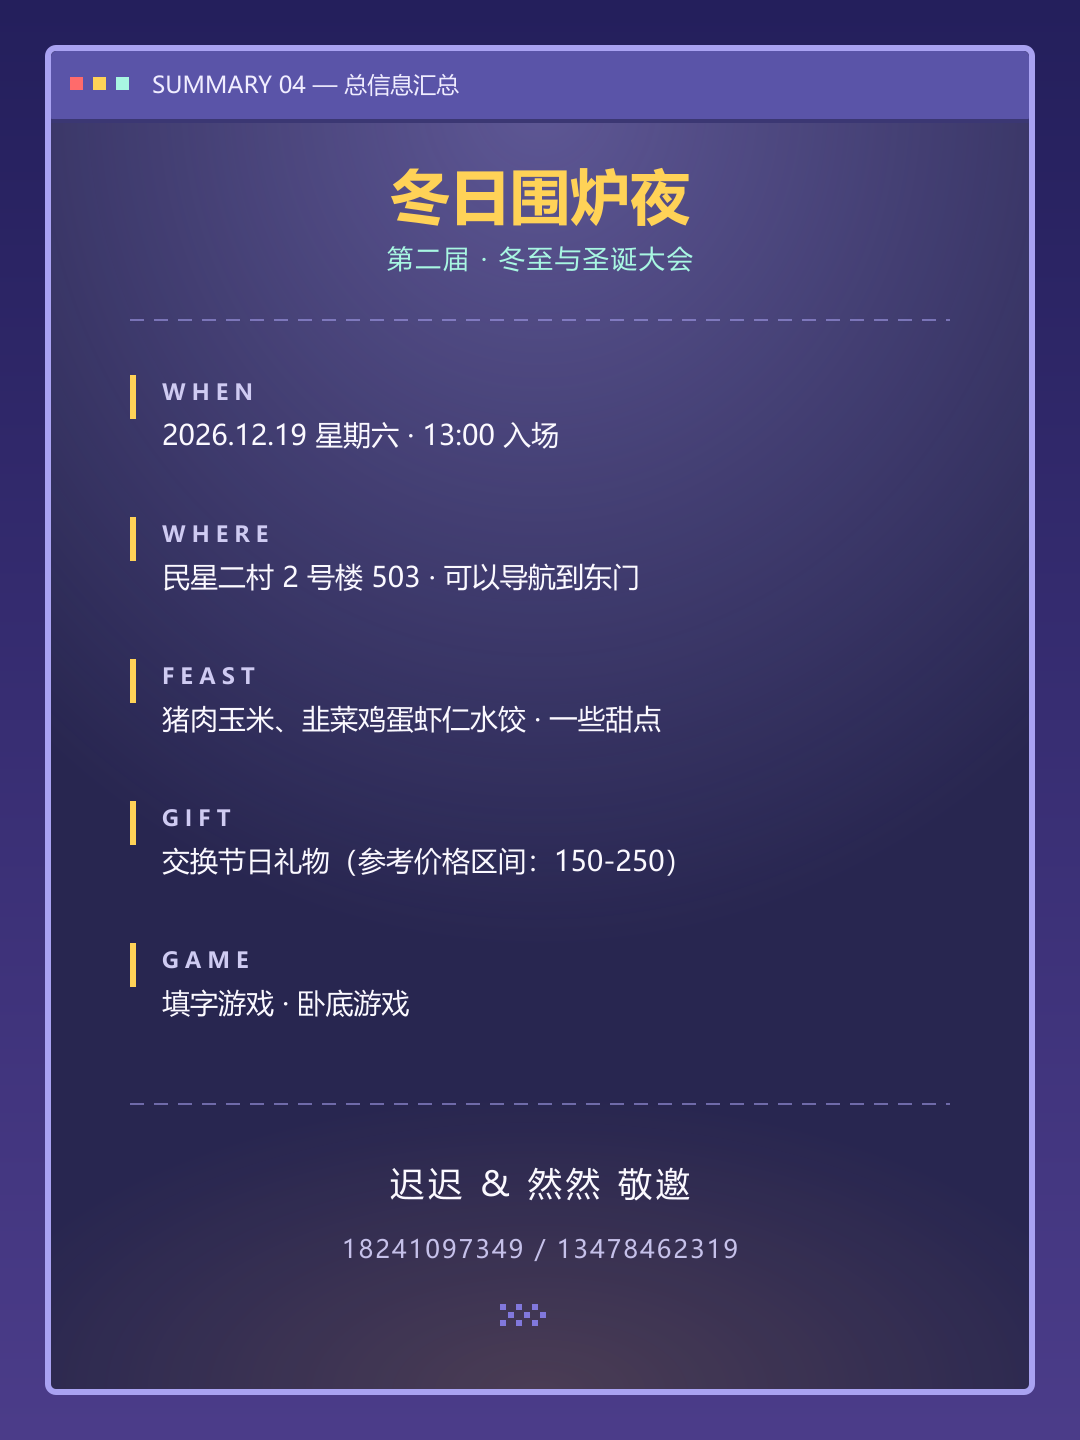 SUMMARY 04 — 总信息汇总
冬日围炉夜
第二届 · 冬至与圣诞大会
WHEN
2026.12.19 星期六 · 13:00 入场
WHERE
民星二村 2 号楼 503 · 可以导航到东门
FEAST
猪肉玉米、韭菜鸡蛋虾仁水饺 · 一些甜点
GIFT
交换节日礼物（参考价格区间：150-250）
GAME
填字游戏 · 卧底游戏
迟迟 & 然然 敬邀
18241097349 / 13478462319